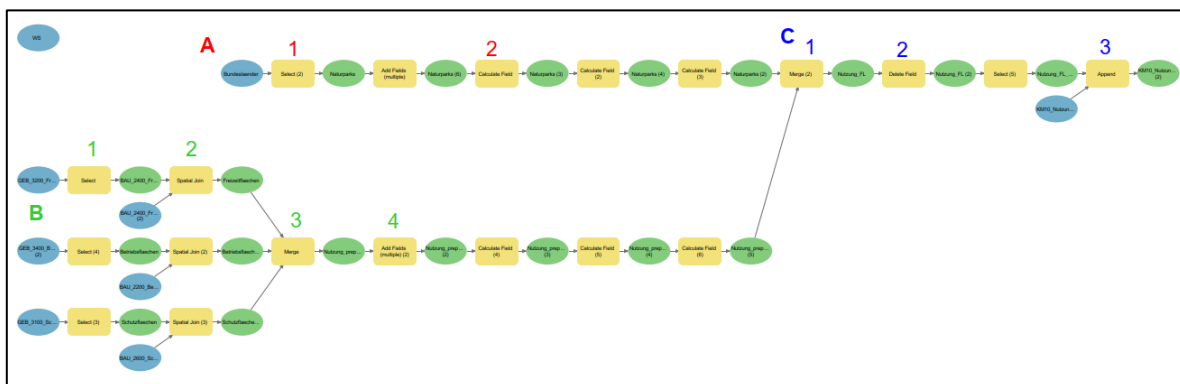 WS
A
1
2
C
1
2
3
Bundeslaender
Select (2)
Naturparks
Add Fields
(multiple)
Naturparks (6)
Calculate Field
Naturparks (3)
Calculate Field
(2)
Naturparks (4)
Calculate Field
(3)
Naturparks (2)
Merge (2)
Nutzung_FL
Delete Field
Nutzung_FL (2)
Select (5)
Nutzung_FL_...
Append
KM10_Nutzun...
(2)
KM10_Nutzun...
1
2
GEB_3200_Fr...
Select
BAU_2400_Fr...
Spatial Join
Freizeitflaechen
BAU_2400_Fr...
(2)
B
3
4
GEB_3400_B...
(2)
Select (4)
Betriebsflaechen
Spatial Join (2)
Betriebsflaech...
Merge
Nutzung_prep...
Add Fields
(multiple) (2)
Nutzung_prep...
(2)
Calculate Field
(4)
Nutzung_prep...
(3)
Calculate Field
(5)
Nutzung_prep...
(4)
Calculate Field
(6)
Nutzung_prep...
(5)
BAU_2200_Be...
GEB_3100_Sc...
Select (3)
Schutzflaechen
Spatial Join (3)
Schutzflaeche...
BAU_2600_Sc...